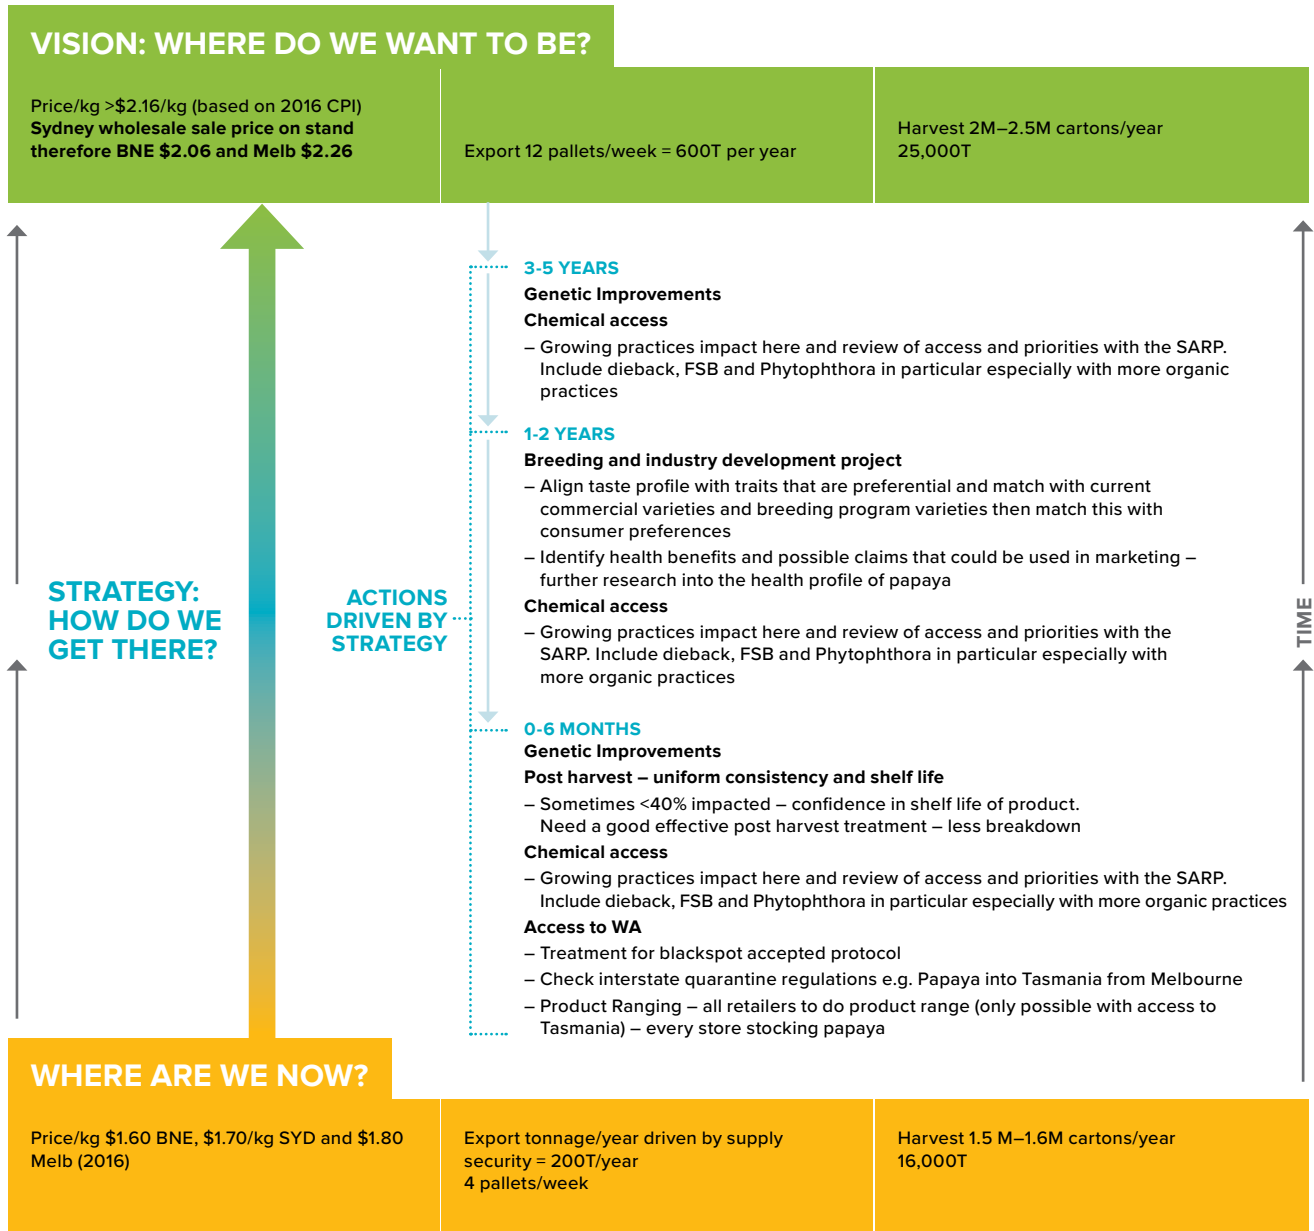 VISION: WHERE DO WE WANT TO BE?
Price/kg >$2.16/kg (based on 2016 CPI)
Sydney wholesale sale price on stand
therefore BNE $2.06 and Melb $2.26
Export 12 pallets/week = 600T per year
Harvest 2M–2.5M cartons/year
25,000T
3-5 YEARS
Genetic Improvements
Chemical access
– Growing practices impact here and review of access and priorities with the SARP.
Include dieback, FSB and Phytophthora in particular especially with more organic
practices
1-2 YEARS
Breeding and industry development project
– Align taste profile with traits that are preferential and match with current
commercial varieties and breeding program varieties then match this with
consumer preferences
– Identify health benefits and possible claims that could be used in marketing –
further research into the health profile of papaya
Chemical access
– Growing practices impact here and review of access and priorities with the
SARP. Include dieback, FSB and Phytophthora in particular especially with
more organic practices
STRATEGY:
HOW DO WE
GET THERE?
ACTIONS
DRIVEN BY
STRATEGY
TIME
0-6 MONTHS
Genetic Improvements
Post harvest – uniform consistency and shelf life
– Sometimes <40% impacted – confidence in shelf life of product.
Need a good effective post harvest treatment – less breakdown
Chemical access
– Growing practices impact here and review of access and priorities with the SARP.
Include dieback, FSB and Phytophthora in particular especially with more organic practices
Access to WA
– Treatment for blackspot accepted protocol
– Check interstate quarantine regulations e.g. Papaya into Tasmania from Melbourne
– Product Ranging – all retailers to do product range (only possible with access to
Tasmania) – every store stocking papaya
WHERE ARE WE NOW?
Price/kg $1.60 BNE, $1.70/kg SYD and $1.80
Melb (2016)
Export tonnage/year driven by supply
security = 200T/year
4 pallets/week
Harvest 1.5 M–1.6M cartons/year
16,000T